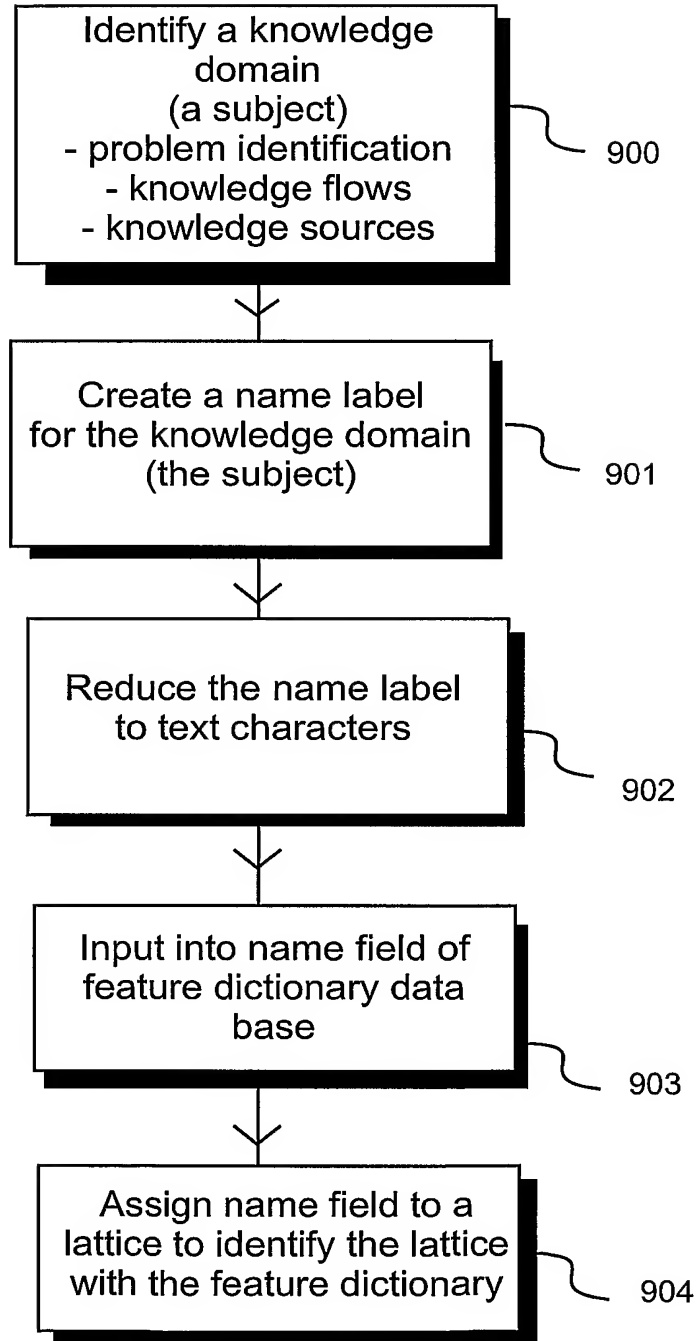 Identify a knowledge
domain
(a subject)
- problem identification
- knowledge flows
- knowledge sources
900
Create a name label
for the knowledge domain
(the subject)
901
Reduce the name label
to text characters
902
Input into name field of
feature dictionary data
base
903
Assign name field to a
lattice to identify the lattice
with the feature dictionary
904